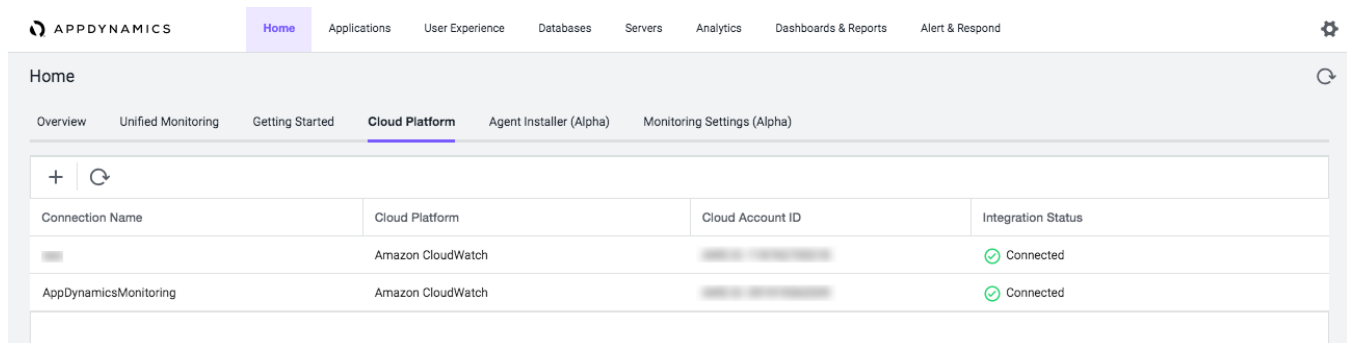 APPDYNAMICS Home Applications User Experience Databases Servers Analytics Dashboards & Reports Alert & Respond
Home
Overview Unified Monitoring Getting Started Cloud Platform Agent Installer (Alpha) Monitoring Settings (Alpha)
Connection Name Cloud Platform Cloud Account ID Integration Status
Amazon CloudWatch Connected
AppDynamicsMonitoring Amazon CloudWatch Connected